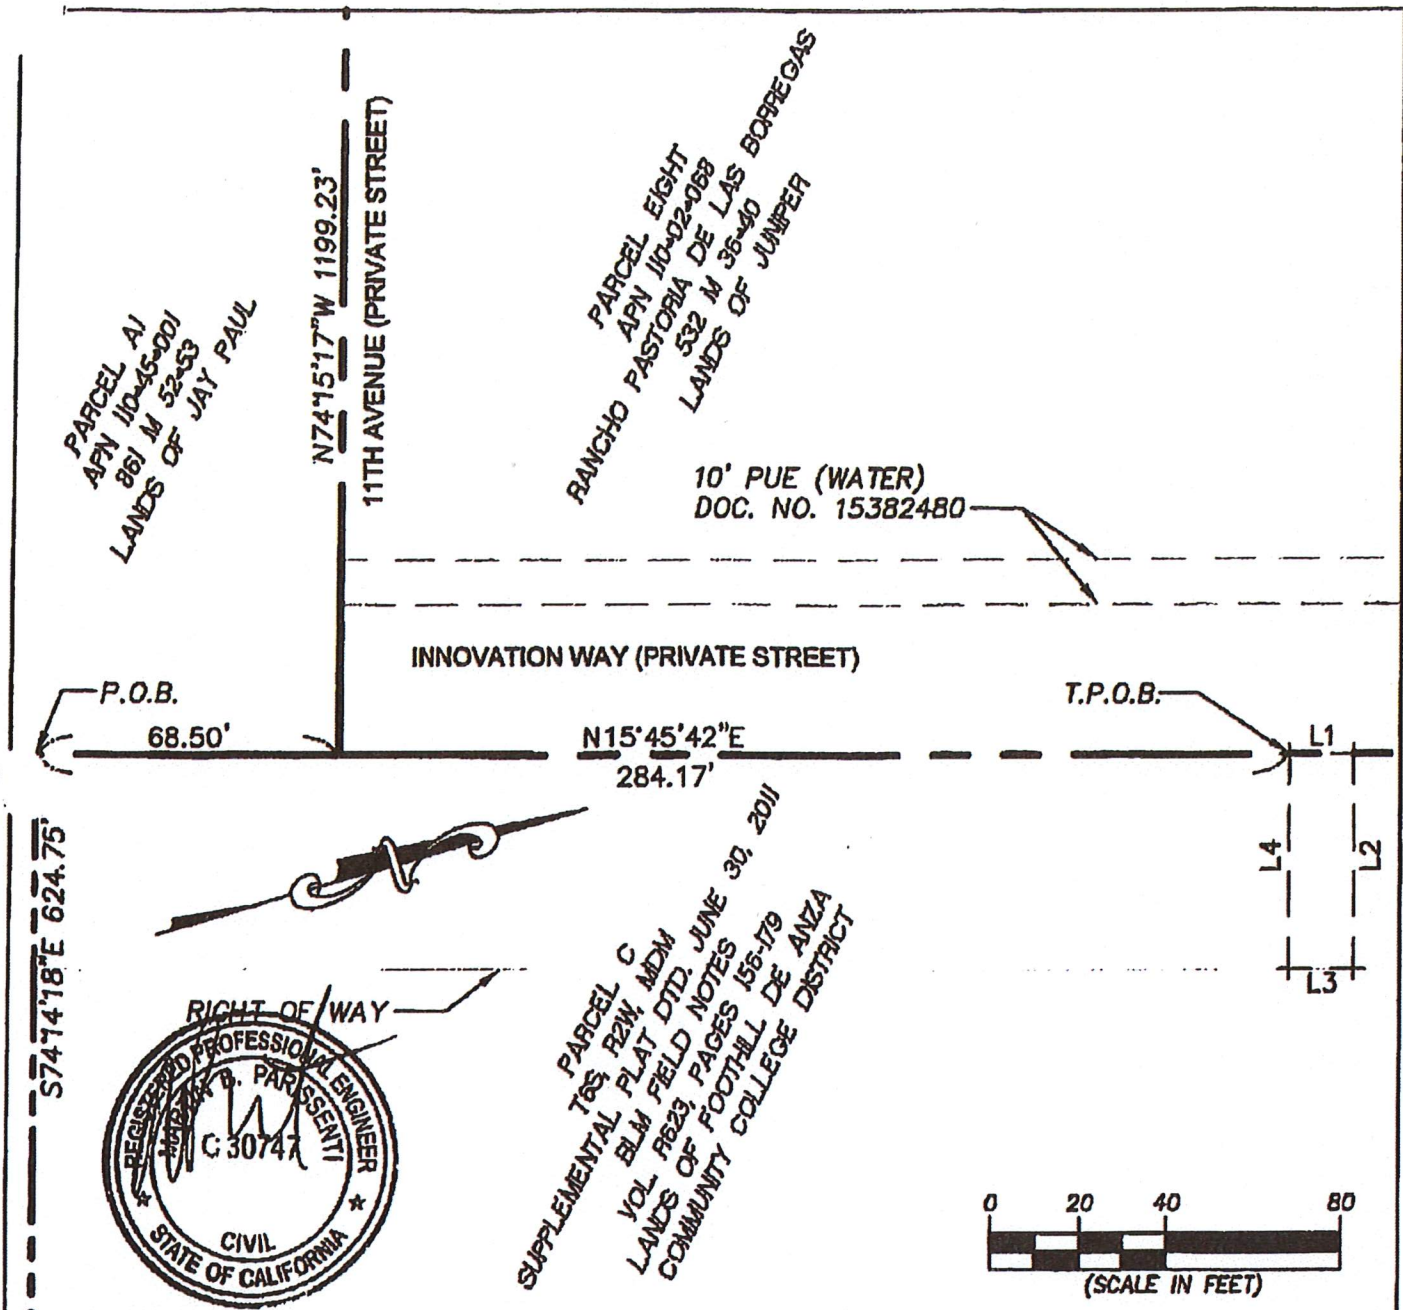 N74°15'17"W 1199.23'
11TH AVENUE (PRIVATE STREET)
PARCEL A1
APN 110-45-001
861 M 52-53
LANDS OF JAY PAUL
PARCEL EIGHT
APN 110-02-068
RANCHO PASTORIA DE LAS BORREGAS
532 M 36-40
LANDS OF JUNIPER
10' PUE (WATER)
DOC. NO. 15382480
INNOVATION WAY (PRIVATE STREET)
P.O.B.
T.P.O.B.
68.50'
N15°45'42"E
284.17'
L1
L4
L2
L3
S74°14'18"E 624.75'
RIGHT OF WAY
PARCEL C
T6S, R2W, MDM
SUPPLEMENTAL PLAT DTD. JUNE 30, 2011
BLM FIELD NOTES
VOL. R623, PAGES 156-179
LANDS OF FOOTHILL DE ANZA
COMMUNITY COLLEGE DISTRICT
REGISTERED PROFESSIONAL ENGINEER
B. PARISSENTI
C 30747
CIVIL
STATE OF CALIFORNIA
0 20 40 80
(SCALE IN FEET)